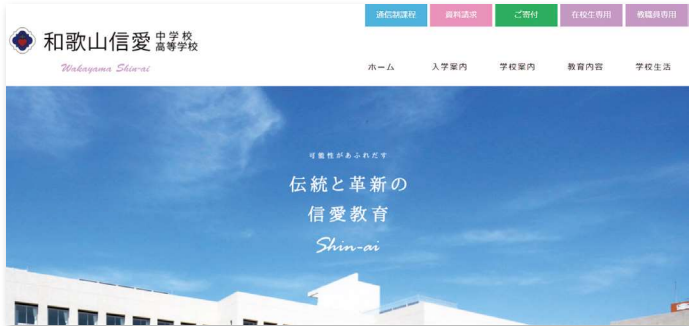 通信制課程 資料請求 ご寄付 在校生専用 教職員専用
和歌山信愛 中学校 高等学校
Wakayama Shin-ai
ホーム 入学案内 学校案内 教育内容 学校生活
可能性があふれだす
伝統と革新の
信愛教育
Shin-ai